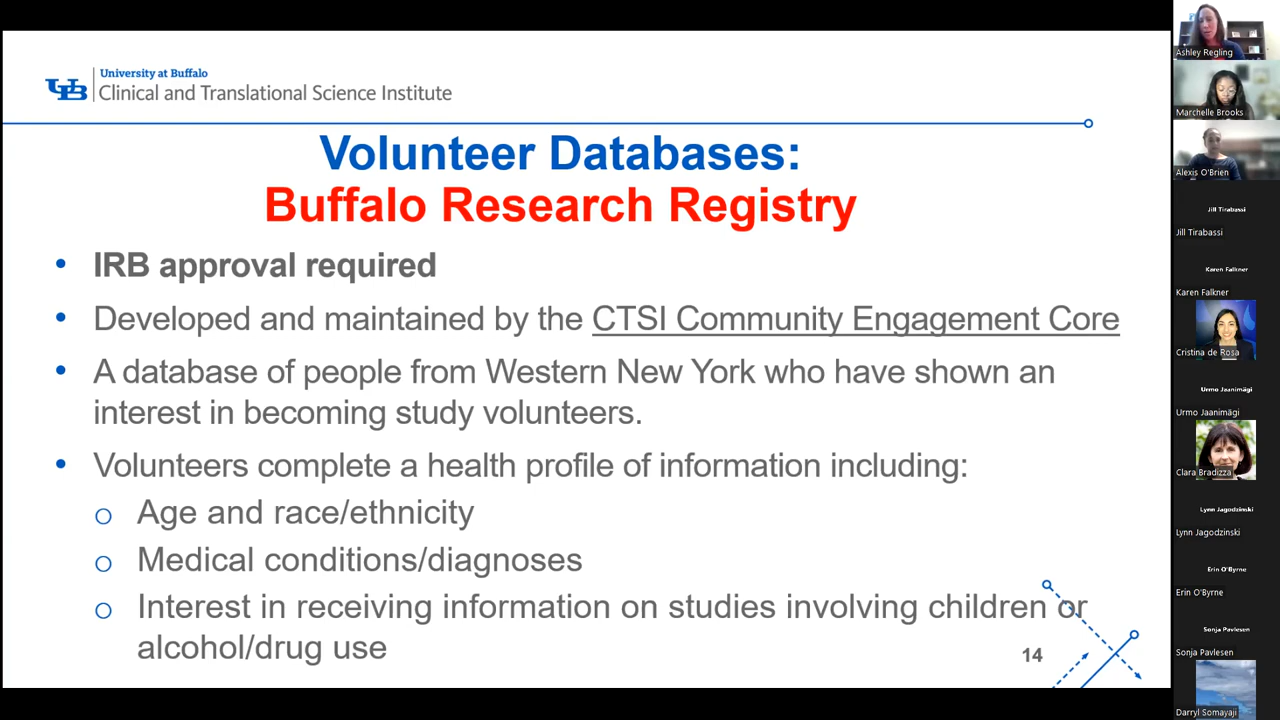 University at Buffalo
UB
Clinical and Translational Science Institute
Volunteer Databases:
Buffalo Research Registry
• IRB approval required
• Developed and maintained by the CTSI Community Engagement Core
• A database of people from Western New York who have shown an
interest in becoming study volunteers.
• Volunteers complete a health profile of information including:
o Age and race/ethnicity
o Medical conditions/diagnoses
o Interest in receiving information on studies involving children or
alcohol/drug use
14
Ashley Regling
Marchelle Brooks
Alexis O'Brien
Jill Tirabassi
Jill Tirabassi
Karen Falkner
Karen Falkner
Cristina de Rosa
Urmo Jaanimägi
Urmo Jaanimägi
Clara Bradizza
Lynn Jagodzinski
Lynn Jagodzinski
Erin O'Byrne
Erin O'Byrne
Sonja Pavlesen
Sonja Pavlesen
Darryl Somayaji